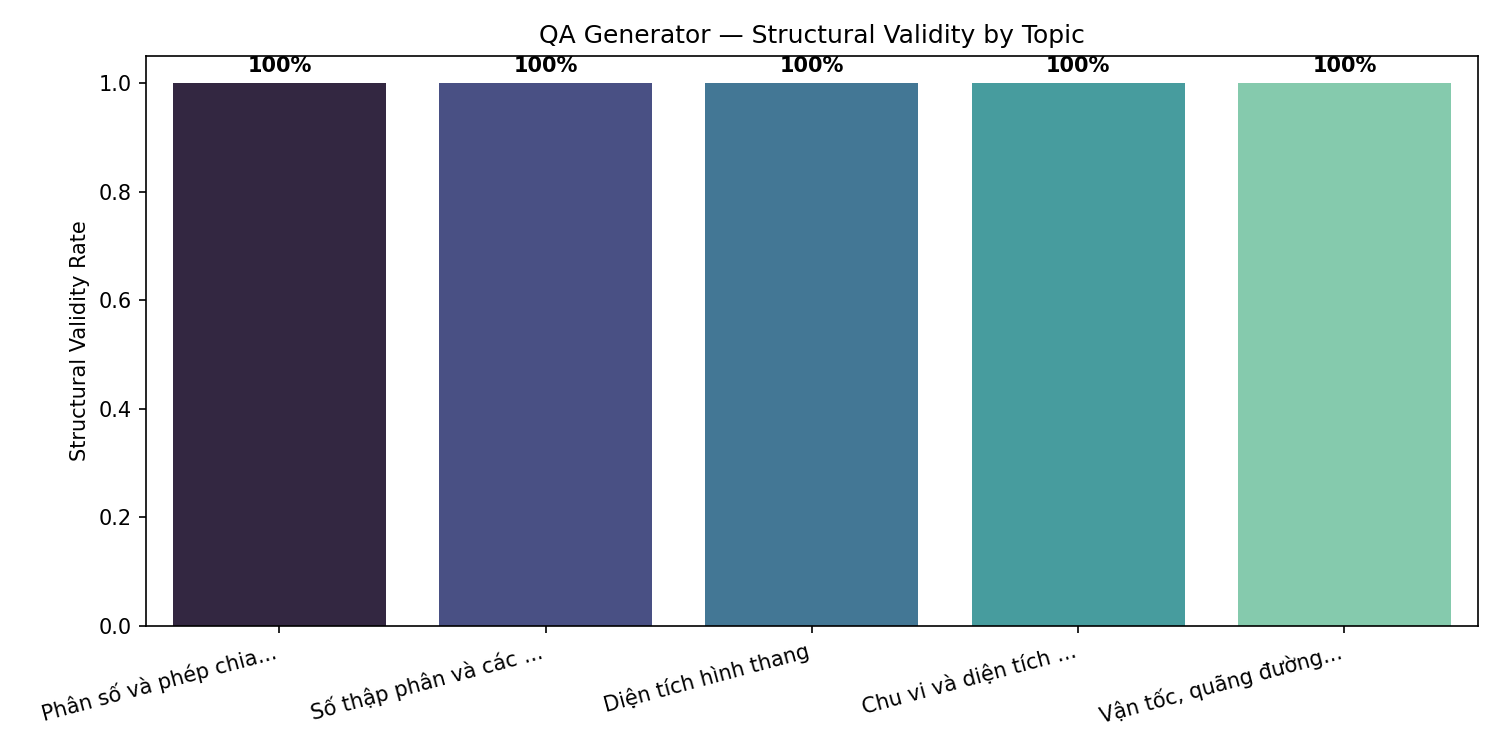 QA Generator — Structural Validity by Topic
100% 100% 100% 100% 100%
Structural Validity Rate
1.0
0.8
0.6
0.4
0.2
0.0
Phân số và phép chia...
Số thập phân và các ...
Diện tích hình thang
Chu vi và diện tích ...
Vận tốc, quãng đường...